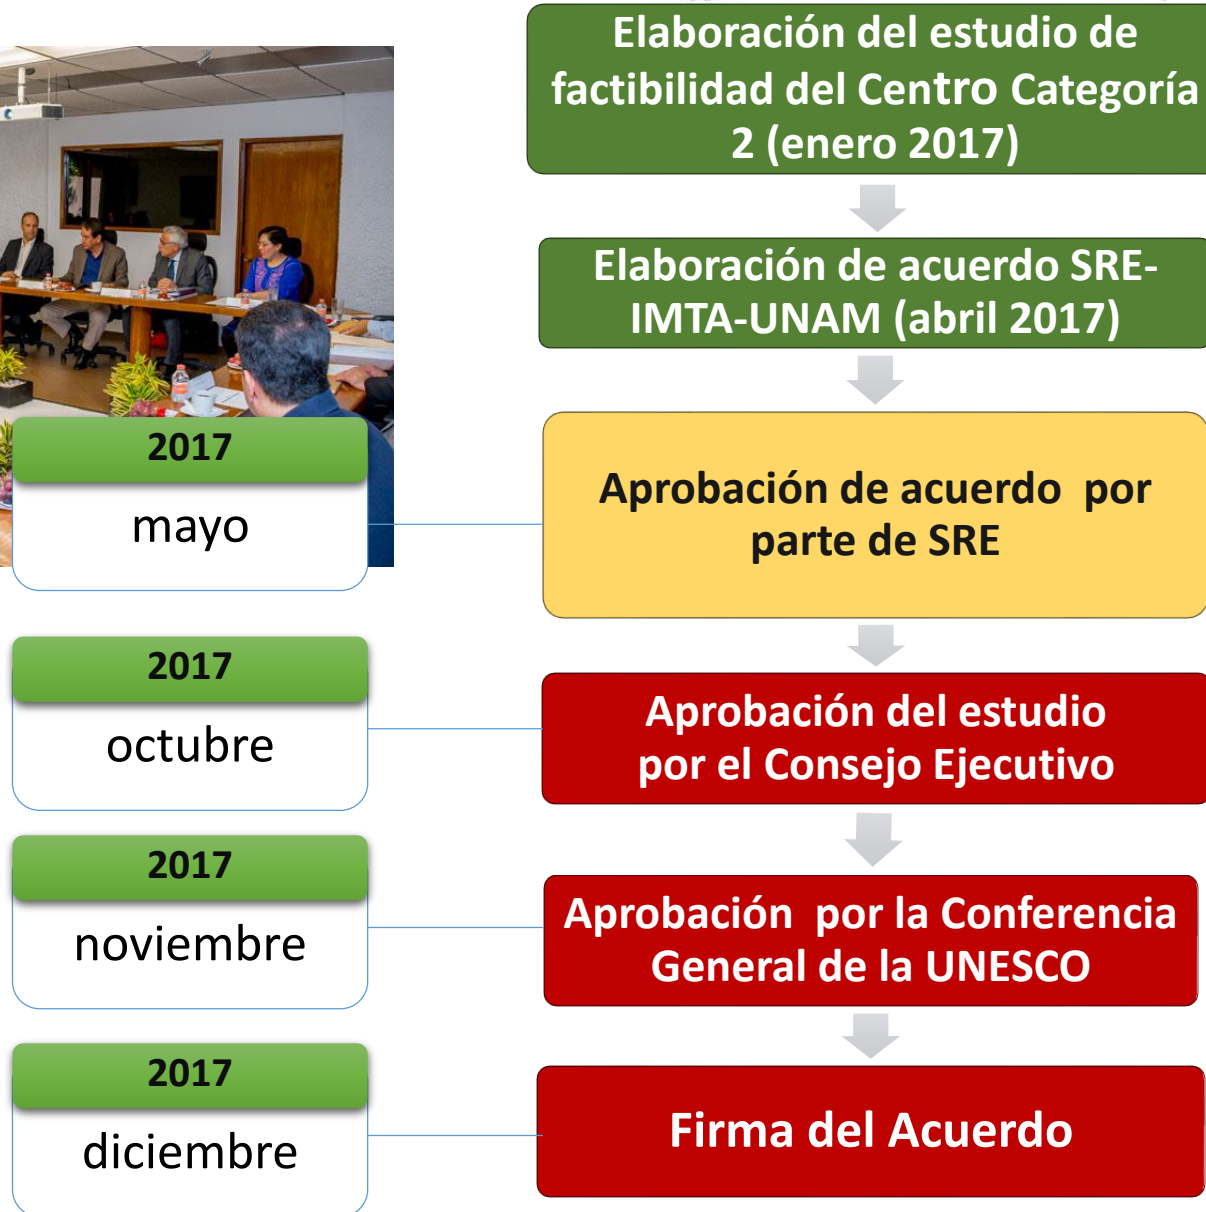 Elaboración del estudio de
factibilidad del Centro Categoría
2 (enero 2017)
Elaboración de acuerdo SRE-
IMTA-UNAM (abril 2017)
2017
mayo
Aprobación de acuerdo por
parte de SRE
2017
octubre
Aprobación del estudio
por el Consejo Ejecutivo
2017
noviembre
Aprobación por la Conferencia
General de la UNESCO
2017
diciembre
Firma del Acuerdo